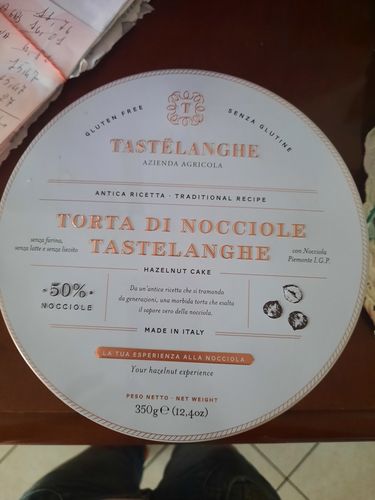 GLUTEN FREE
SENZA GLUTINE
T
TASTËLANGHE
AZIENDA AGRICOLA
ANTICA RICETTA · TRADITIONAL RECIPE
TORTA DI NOCCIOLE
TASTELANGHE
senza farina,
senza latte e senza lievito
con Nocciola
Piemonte I.G.P.
HAZELNUT CAKE
50%
NOCCIOLE
Da un'antica ricetta che si tramanda
da generazioni, una morbida torta che esalta
il sapore vero della nocciola.
MADE IN ITALY
LA TUA ESPERIENZA ALLA NOCCIOLA
Your hazelnut experience
PESO NETTO · NET WEIGHT
350g e (12,4oz)